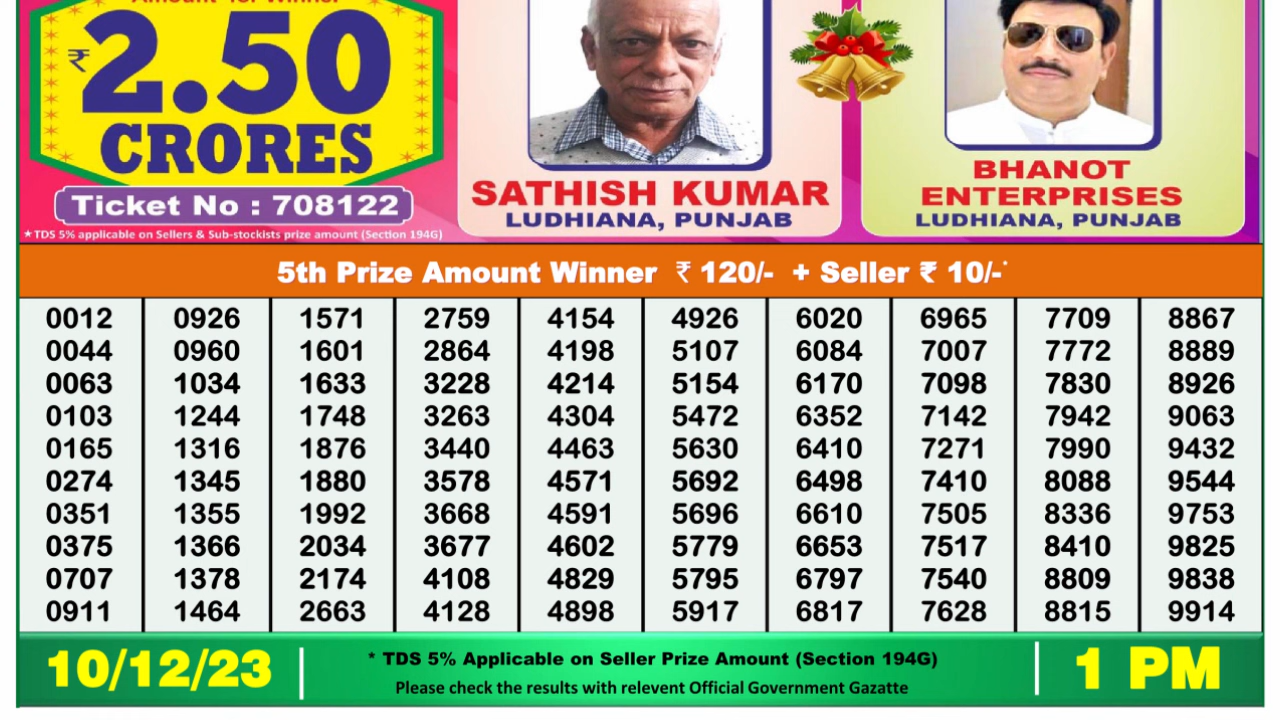 Amount for Winner
₹2.50
CRORES
Ticket No : 708122
★TDS 5% applicable on Sellers & Sub-stockists prize amount (Section 194G)
SATHISH KUMAR
LUDHIANA, PUNJAB
BHANOT
ENTERPRISES
LUDHIANA, PUNJAB
5th Prize Amount Winner ₹ 120/- + Seller ₹ 10/-*
0012 0926 1571 2759 4154 4926 6020 6965 7709 8867
0044 0960 1601 2864 4198 5107 6084 7007 7772 8889
0063 1034 1633 3228 4214 5154 6170 7098 7830 8926
0103 1244 1748 3263 4304 5472 6352 7142 7942 9063
0165 1316 1876 3440 4463 5630 6410 7271 7990 9432
0274 1345 1880 3578 4571 5692 6498 7410 8088 9544
0351 1355 1992 3668 4591 5696 6610 7505 8336 9753
0375 1366 2034 3677 4602 5779 6653 7517 8410 9825
0707 1378 2174 4108 4829 5795 6797 7540 8809 9838
0911 1464 2663 4128 4898 5917 6817 7628 8815 9914
10/12/23
* TDS 5% Applicable on Seller Prize Amount (Section 194G)
Please check the results with relevent Official Government Gazatte
1 PM